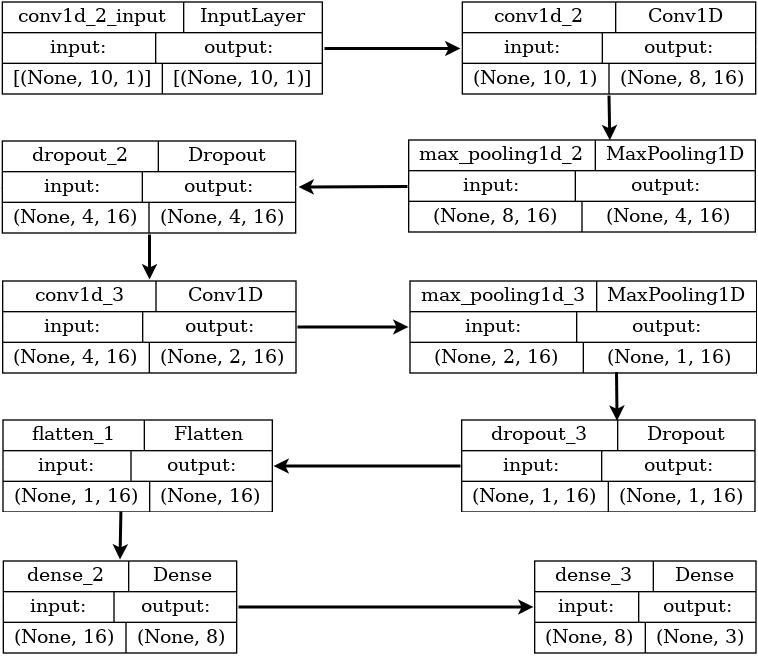 conv1d_2_input InputLayer
input: output:
[(None, 10, 1)] [(None, 10, 1)]
conv1d_2 Conv1D
input: output:
(None, 10, 1) (None, 8, 16)
max_pooling1d_2 MaxPooling1D
input: output:
(None, 8, 16) (None, 4, 16)
dropout_2 Dropout
input: output:
(None, 4, 16) (None, 4, 16)
conv1d_3 Conv1D
input: output:
(None, 4, 16) (None, 2, 16)
max_pooling1d_3 MaxPooling1D
input: output:
(None, 2, 16) (None, 1, 16)
dropout_3 Dropout
input: output:
(None, 1, 16) (None, 1, 16)
flatten_1 Flatten
input: output:
(None, 1, 16) (None, 16)
dense_2 Dense
input: output:
(None, 16) (None, 8)
dense_3 Dense
input: output:
(None, 8) (None, 3)